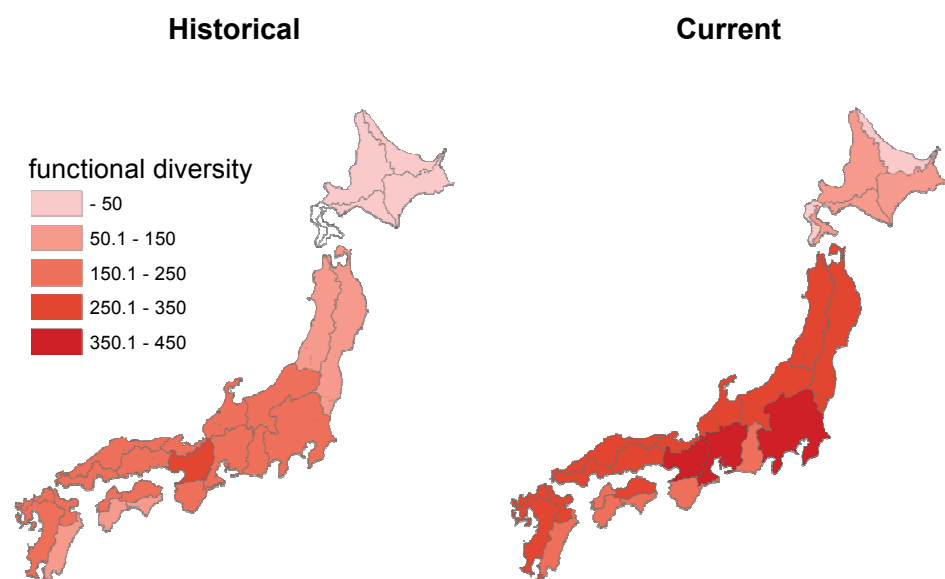 Historical
Current
functional diversity
- 50
50.1 - 150
150.1 - 250
250.1 - 350
350.1 - 450